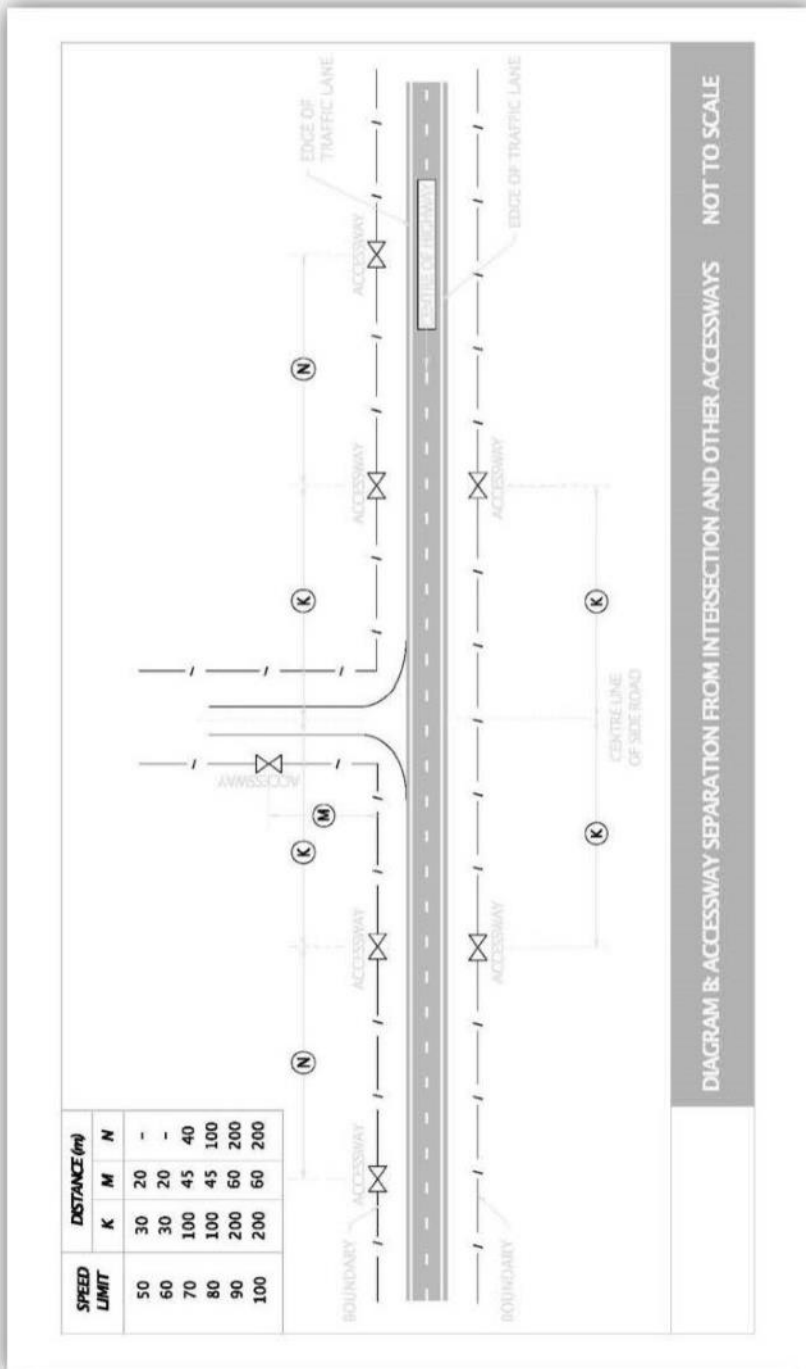 SPEED LIMIT DISTANCE (m)
K M N
50 30 20 -
60 30 20 -
70 100 45 40
80 100 45 100
90 200 60 200
100 200 60 200
EDGE OF
TRAFFIC LANE
ACCESSWAY
M
N
K
K
N
ACCESSWAY
ACCESSWAY
ACCESSWAY
ACCESSWAY
BOUNDARY
CENTRE OF HIGHWAY
EDGE OF TRAFFIC LANE
BOUNDARY
ACCESSWAY
ACCESSWAY
K
K
CENTRE LINE
OF SIDE ROAD
DIAGRAM B: ACCESSWAY SEPARATION FROM INTERSECTION AND OTHER ACCESSWAYS NOT TO SCALE